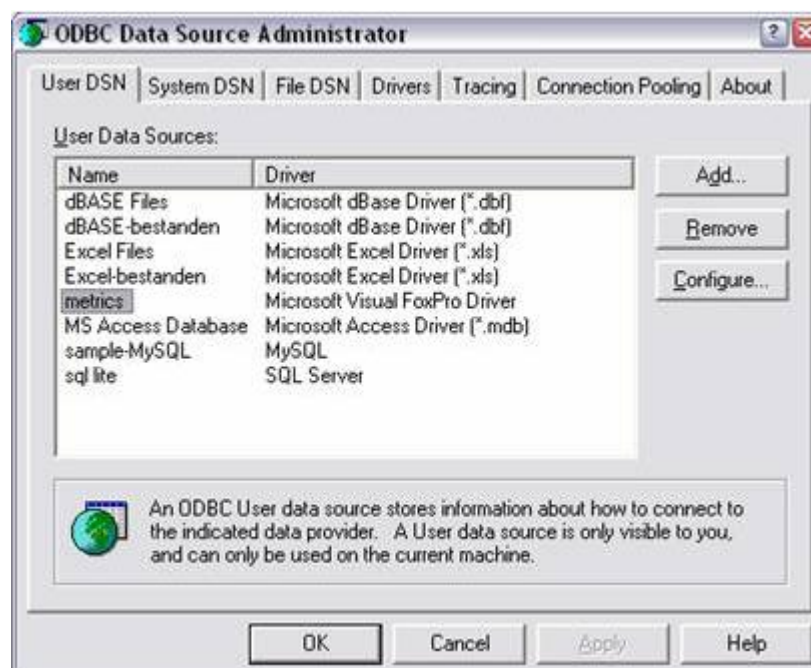 ODBC Data Source Administrator
User DSN System DSN File DSN Drivers Tracing Connection Pooling About
User Data Sources:
Name Driver
dBASE Files Microsoft dBase Driver (*.dbf)
dBASE-bestanden Microsoft dBase Driver (*.dbf)
Excel Files Microsoft Excel Driver (*.xls)
Excel-bestanden Microsoft Excel Driver (*.xls)
metrics Microsoft Visual FoxPro Driver
MS Access Database Microsoft Access Driver (*.mdb)
sample-MySQL MySQL
sql lite SQL Server
Add...
Remove
Configure...
An ODBC User data source stores information about how to connect to
the indicated data provider. A User data source is only visible to you,
and can only be used on the current machine.
OK Cancel Apply Help